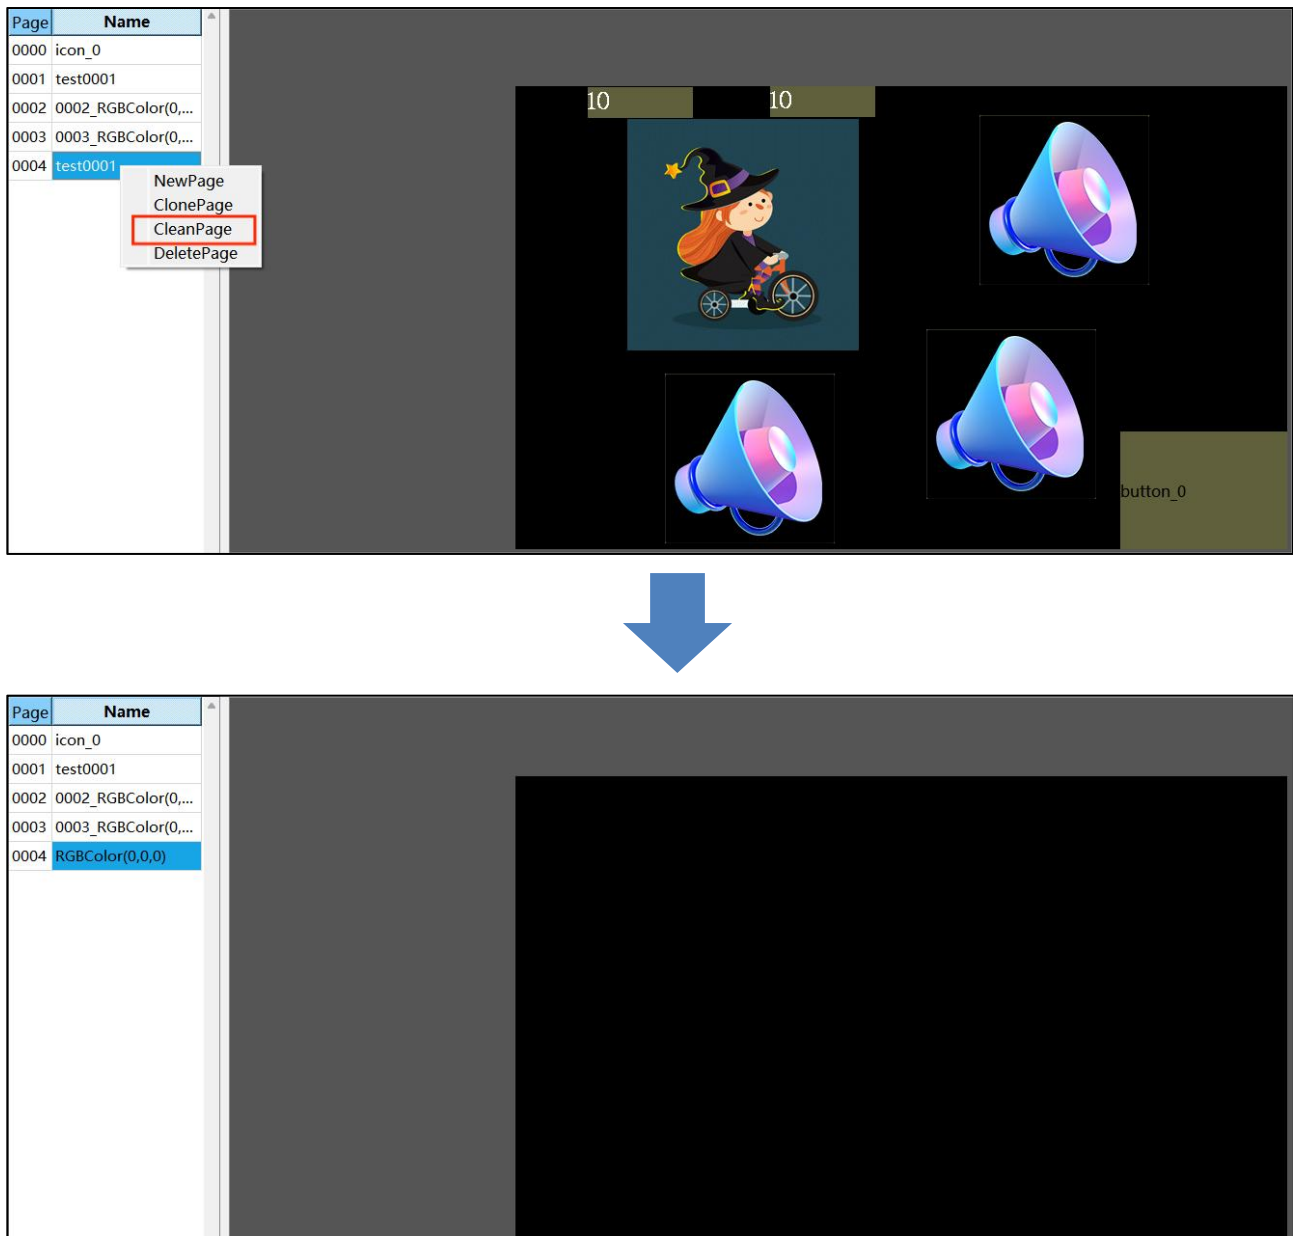 Page Name
0000 icon_0
0001 test0001
0002 0002_RGBColor(0,...
0003 0003_RGBColor(0,...
0004 test0001
NewPage
ClonePage
CleanPage
DeletePage
10 10
button_0
Page Name
0000 icon_0
0001 test0001
0002 0002_RGBColor(0,...
0003 0003_RGBColor(0,...
0004 RGBColor(0,0,0)